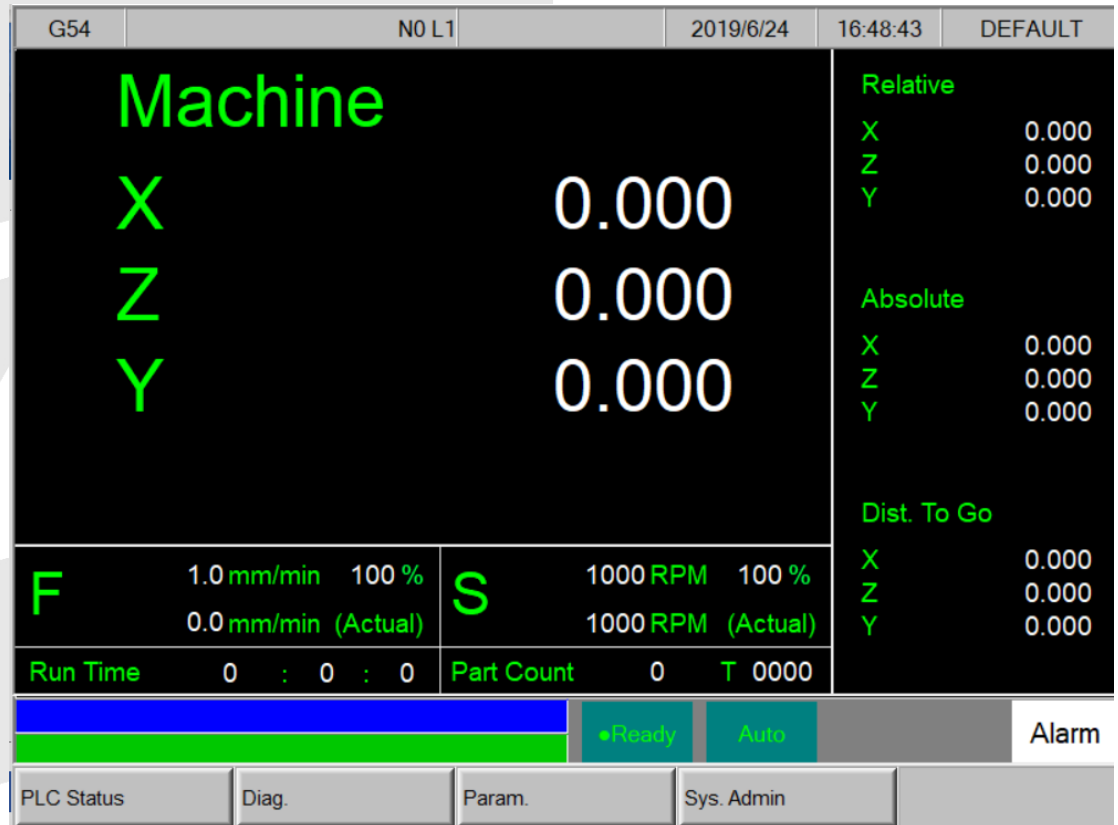 G54 N0 L1 2019/6/24 16:48:43 DEFAULT
Machine
X 0.000
Z 0.000
Y 0.000
Relative
X 0.000
Z 0.000
Y 0.000
Absolute
X 0.000
Z 0.000
Y 0.000
Dist. To Go
X 0.000
Z 0.000
Y 0.000
F 1.0 mm/min 100 %
0.0 mm/min (Actual)
S 1000 RPM 100 %
1000 RPM (Actual)
Run Time 0 : 0 : 0
Part Count 0 T 0000
●Ready Auto Alarm
PLC Status Diag. Param. Sys. Admin